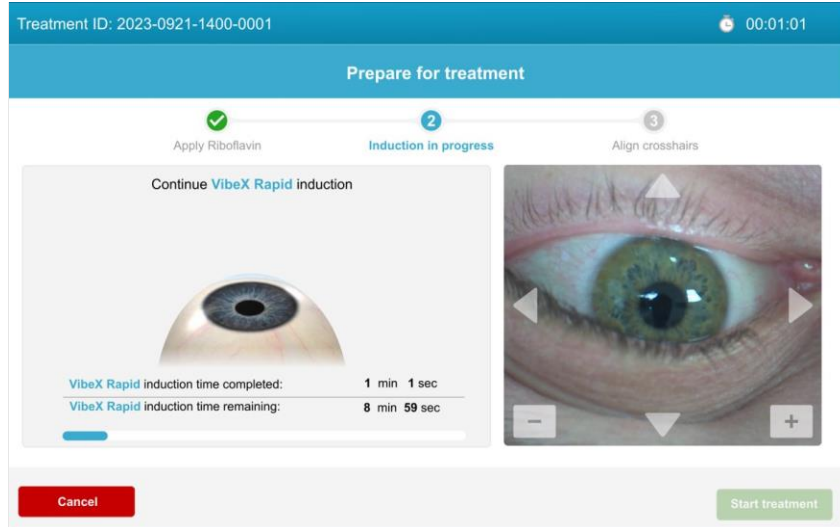 Treatment ID: 2023-0921-1400-0001
00:01:01
Prepare for treatment
2
3
Apply Riboflavin
Induction in progress
Align crosshairs
Continue VibeX Rapid induction
VibeX Rapid induction time completed: 1 min 1 sec
VibeX Rapid induction time remaining: 8 min 59 sec
Cancel
Start treatment